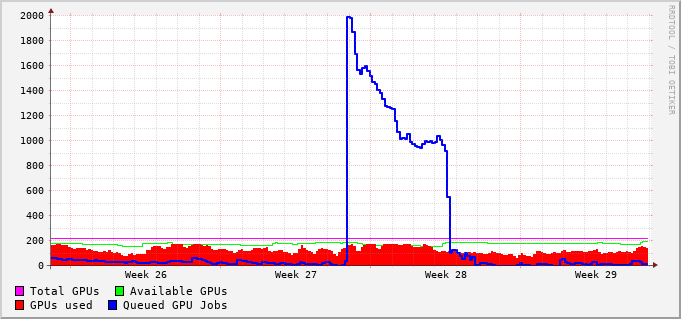 2000
1800
1600
1400
1200
1000
800
600
400
200
0
Week 26 Week 27 Week 28 Week 29
Total GPUs Available GPUs
GPUs used Queued GPU Jobs
RRDTOOL / TOBI OETIKER